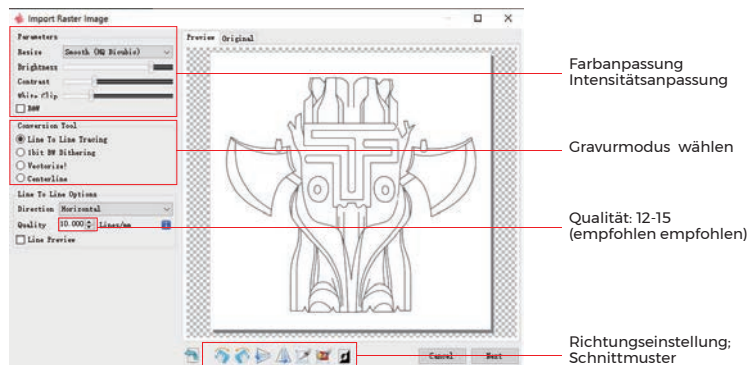 Import Raster Image
Parameters
Resize Smooth (HQ Bicubic)
Brightness
Contrast
White Clip
B&W
Conversion Tool
Line To Line Tracing
1bit BW Dithering
Vectorize!
Centerline
Line To Line Options
Direction Horizontal
Quality 10.000 Lines/mm
Line Preview
Preview Original
Cancel Next
Farbanpassung
Intensitätsanpassung
Gravurmodus wählen
Qualität: 12-15
(empfohlen empfohlen)
Richtungseinstellung;
Schnittmuster